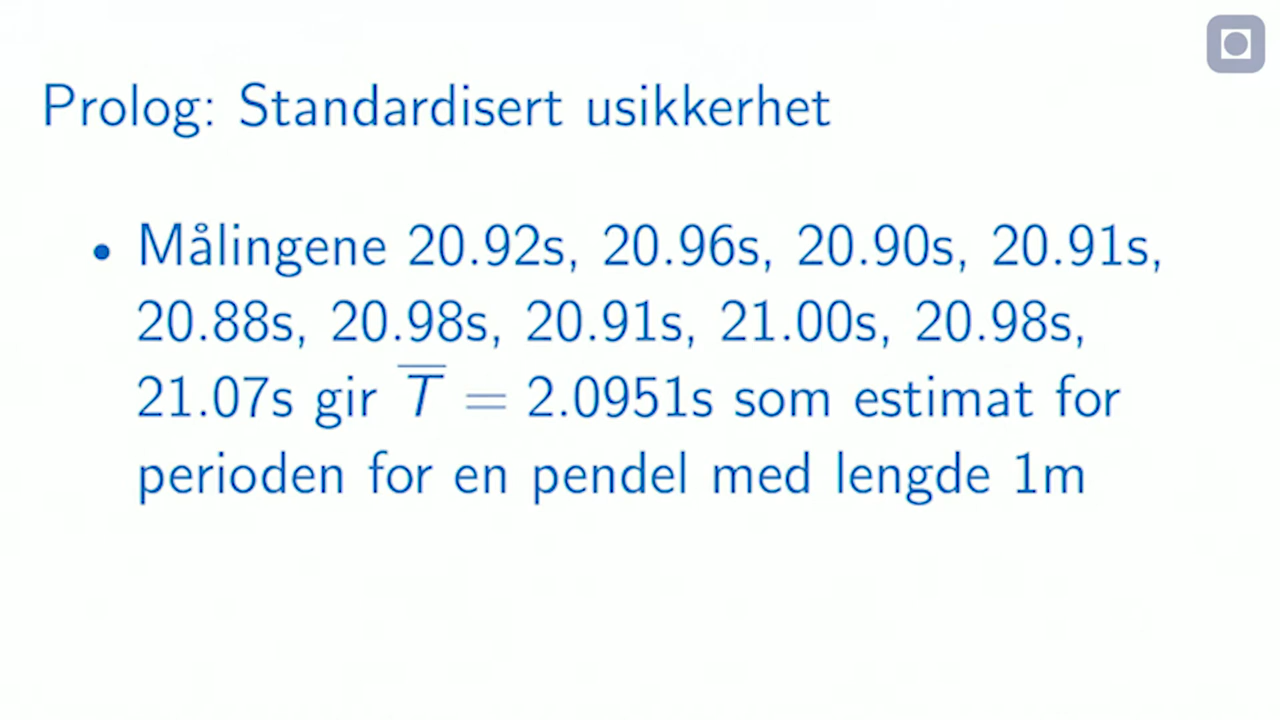 Prolog: Standardisert usikkerhet
• Målingene 20.92s, 20.96s, 20.90s, 20.91s,
20.88s, 20.98s, 20.91s, 21.00s, 20.98s,
21.07s gir T̅ = 2.0951s som estimat for
perioden for en pendel med lengde 1m